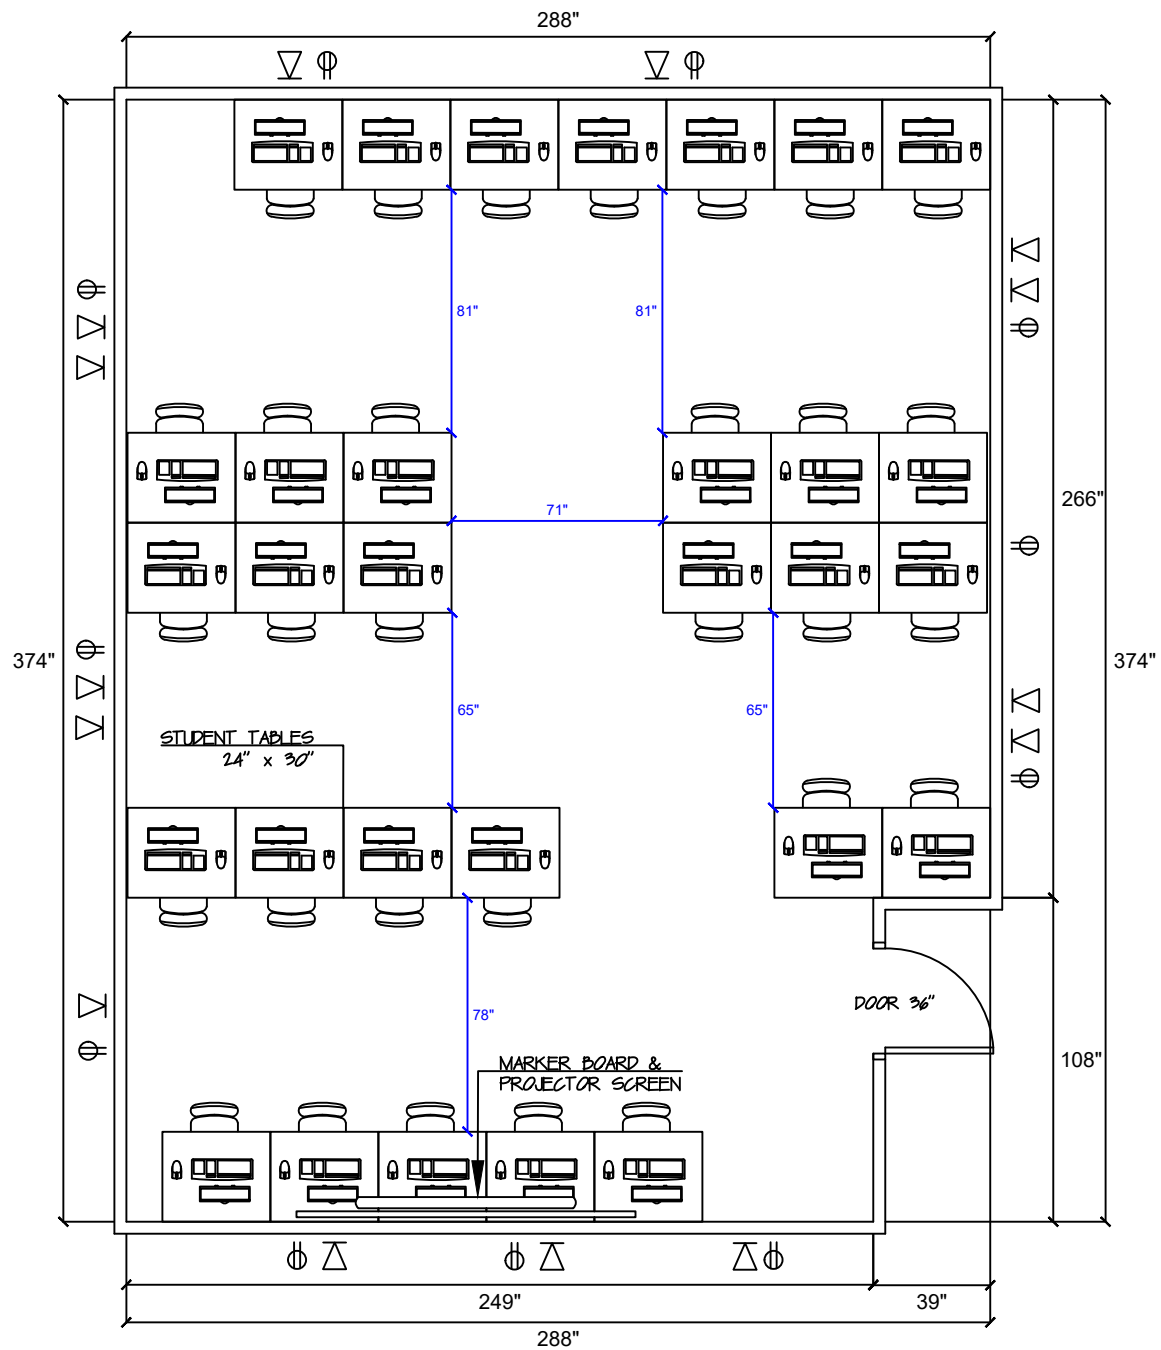 288"
81"
81"
71"
266"
374"
374"
65"
65"
STUDENT TABLES
24" x 30"
DOOR 36"
78"
MARKER BOARD &
PROJECTOR SCREEN
108"
249"
39"
288"